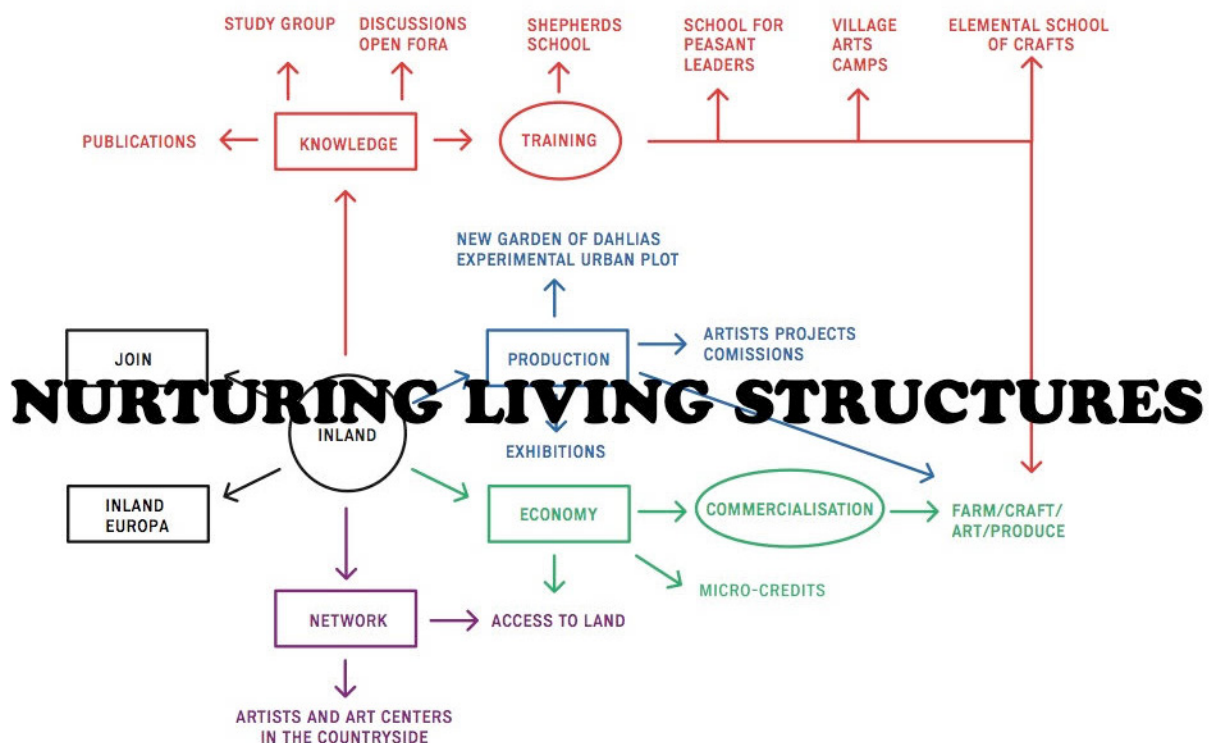 STUDY GROUP
DISCUSSIONS
OPEN FORA
SHEPHERDS
SCHOOL
SCHOOL FOR
PEASANT
LEADERS
VILLAGE
ARTS
CAMPS
ELEMENTAL SCHOOL
OF CRAFTS
PUBLICATIONS
KNOWLEDGE
TRAINING
NEW GARDEN OF DAHLIAS
EXPERIMENTAL URBAN PLOT
JOIN
PRODUCTION
ARTISTS PROJECTS
COMISSIONS
NURTURING LIVING STRUCTURES
INLAND
EXHIBITIONS
INLAND
EUROPA
ECONOMY
COMMERCIALISATION
FARM/CRAFT/
ART/PRODUCE
MICRO-CREDITS
NETWORK
ACCESS TO LAND
ARTISTS AND ART CENTERS
IN THE COUNTRYSIDE